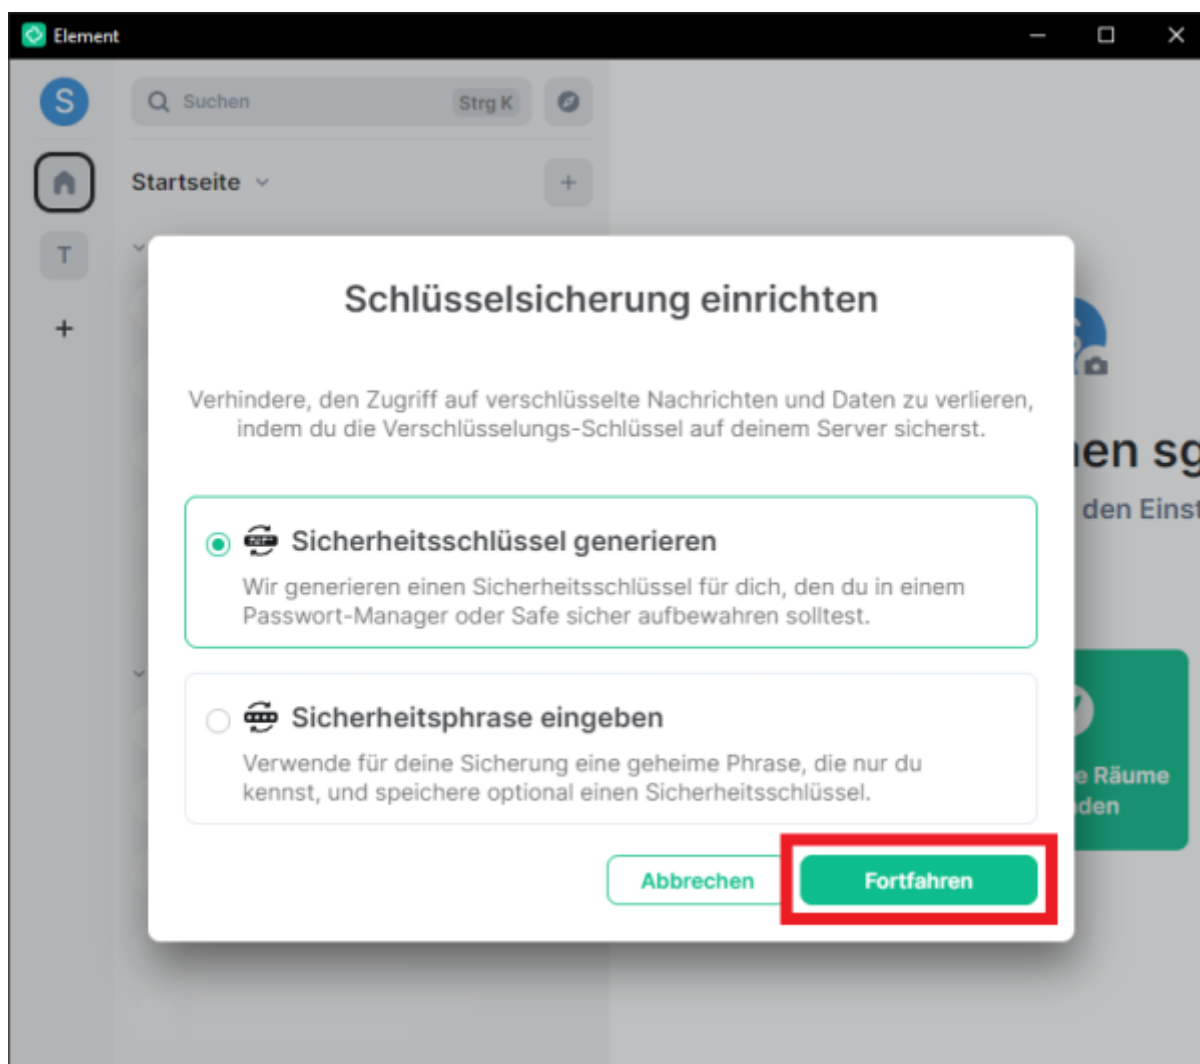 Element
S
Suchen
Strg K
Startseite
T
Schlüsselsicherung einrichten
Verhindere, den Zugriff auf verschlüsselte Nachrichten und Daten zu verlieren,
indem du die Verschlüsselungs-Schlüssel auf deinem Server sicherst.
Sicherheitsschlüssel generieren
Wir generieren einen Sicherheitsschlüssel für dich, den du in einem
Passwort-Manager oder Safe sicher aufbewahren solltest.
Sicherheitsphrase eingeben
Verwende für deine Sicherung eine geheime Phrase, die nur du
kennst, und speichere optional einen Sicherheitsschlüssel.
Abbrechen
Fortfahren
den Einst
Räume